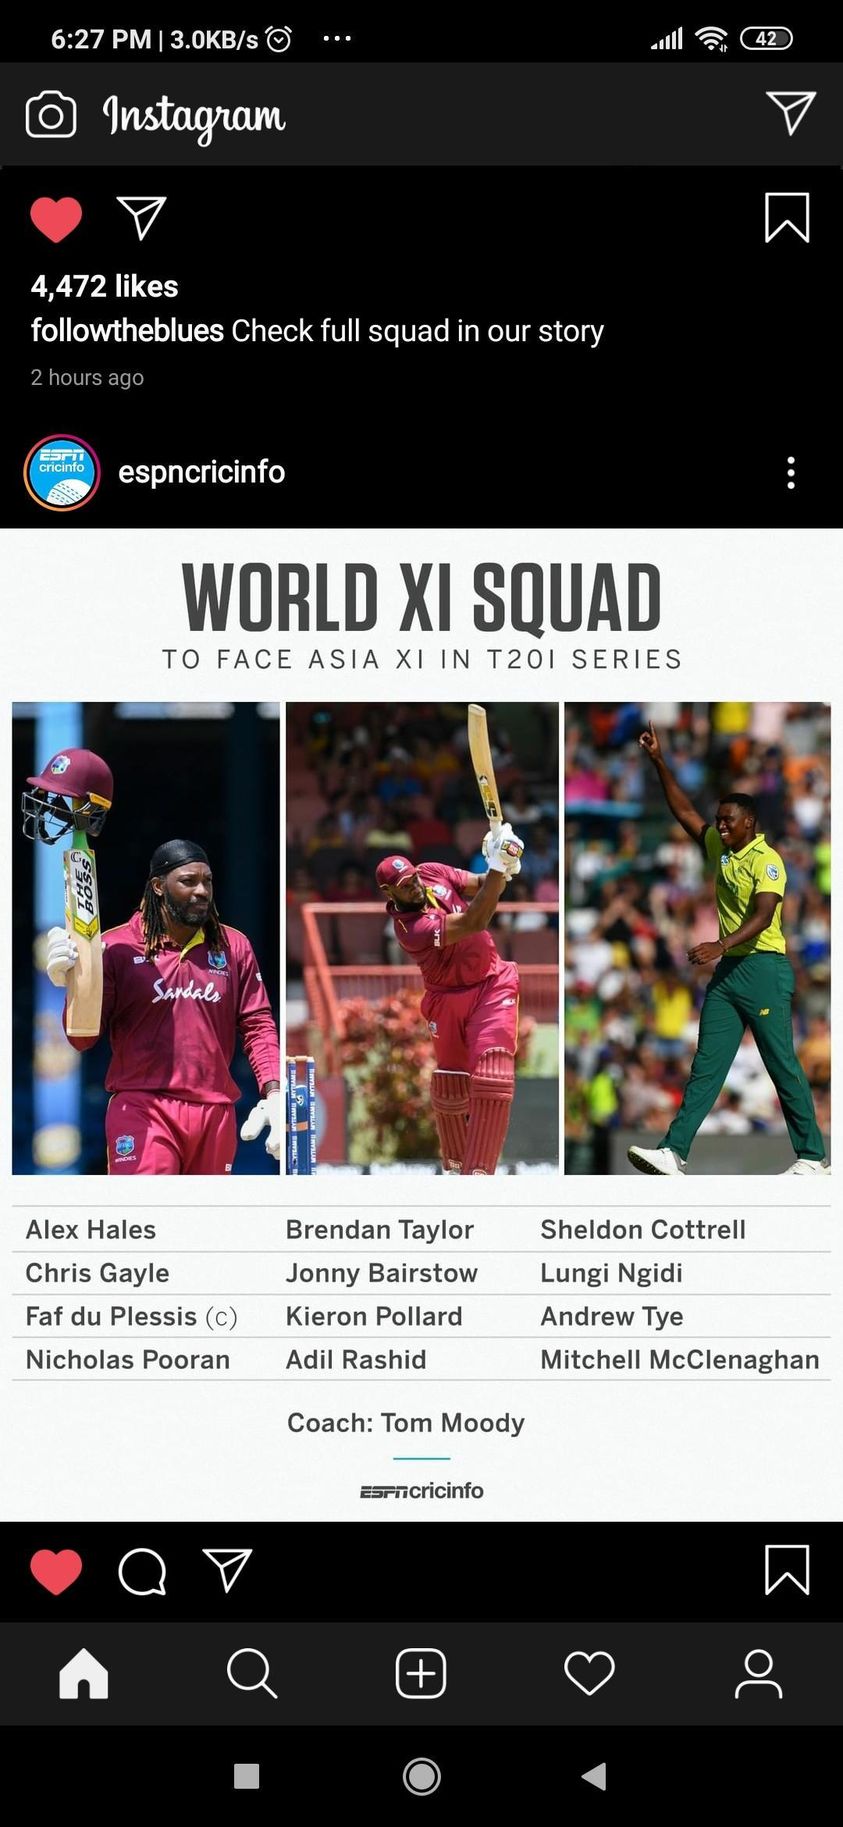 6:27 PM | 3.0KB/s ...
42
Instagram
4,472 likes
followtheblues Check full squad in our story
2 hours ago
ESPN
cricinfo
espncricinfo
WORLD XI SQUAD
TO FACE ASIA XI IN T20I SERIES
THE BOSS
Sandals
WINDIES
WINDIES
Alex Hales
Brendan Taylor
Sheldon Cottrell
Chris Gayle
Jonny Bairstow
Lungi Ngidi
Faf du Plessis (c)
Kieron Pollard
Andrew Tye
Nicholas Pooran
Adil Rashid
Mitchell McClenaghan
Coach: Tom Moody
ESPNcricinfo